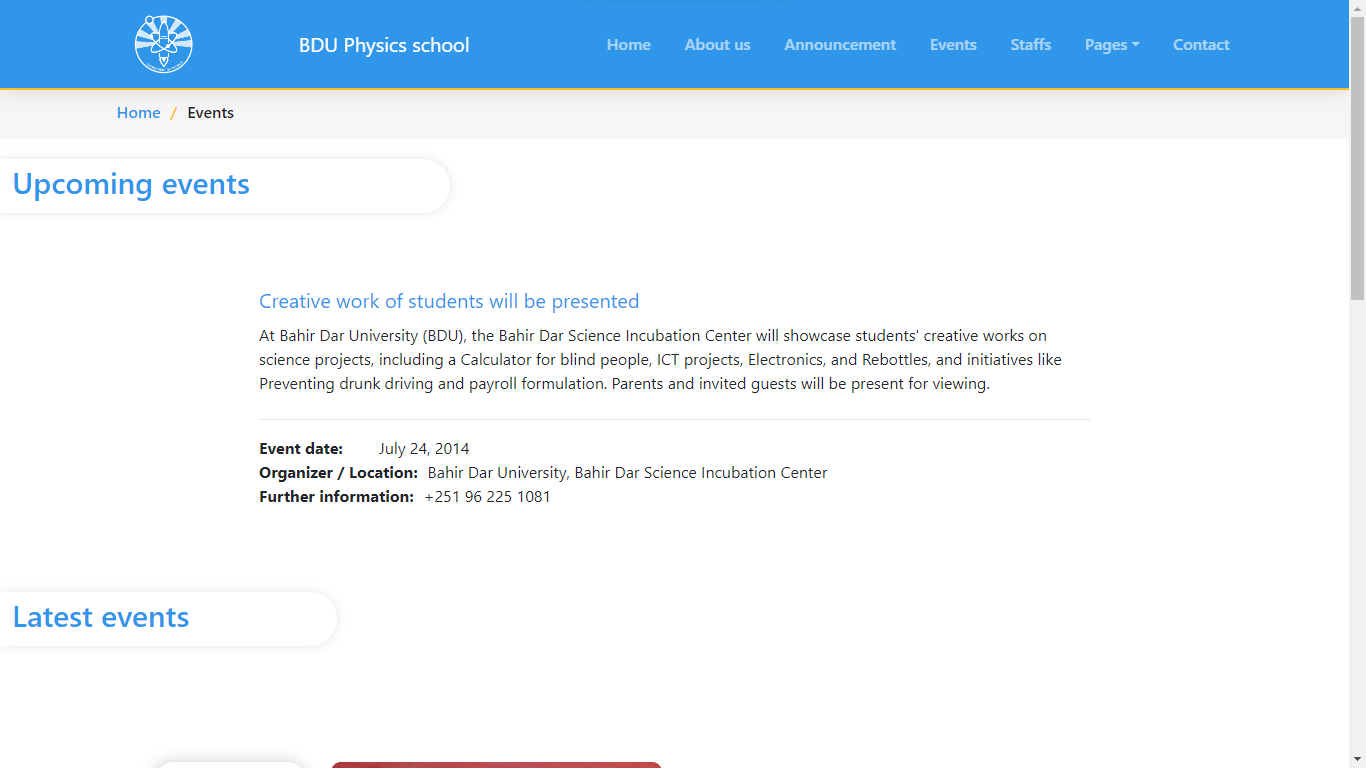 BDU Physics school
Home About us Announcement Events Staffs Pages Contact
Home / Events
Upcoming events
Creative work of students will be presented
At Bahir Dar University (BDU), the Bahir Dar Science Incubation Center will showcase students' creative works on
science projects, including a Calculator for blind people, ICT projects, Electronics, and Rebottles, and initiatives like
Preventing drunk driving and payroll formulation. Parents and invited guests will be present for viewing.
Event date: July 24, 2014
Organizer / Location: Bahir Dar University, Bahir Dar Science Incubation Center
Further information: +251 96 225 1081
Latest events